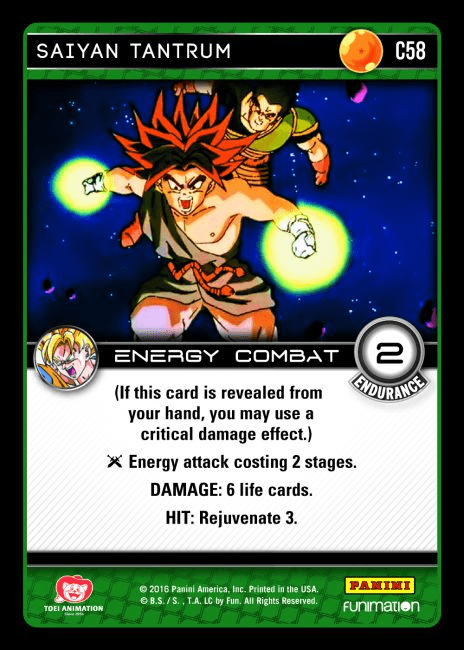 SAIYAN TANTRUM
C58
ENERGY COMBAT
2
ENDURANCE
(If this card is revealed from
your hand, you may use a
critical damage effect.)
Energy attack costing 2 stages.
DAMAGE: 6 life cards.
HIT: Rejuvenate 3.
TOEI ANIMATION
© 2016 Panini America, Inc. Printed in the USA.
© B.S. / S. , T.A. LC by Fun. All Rights Reserved.
PANINI
FUNIMATION